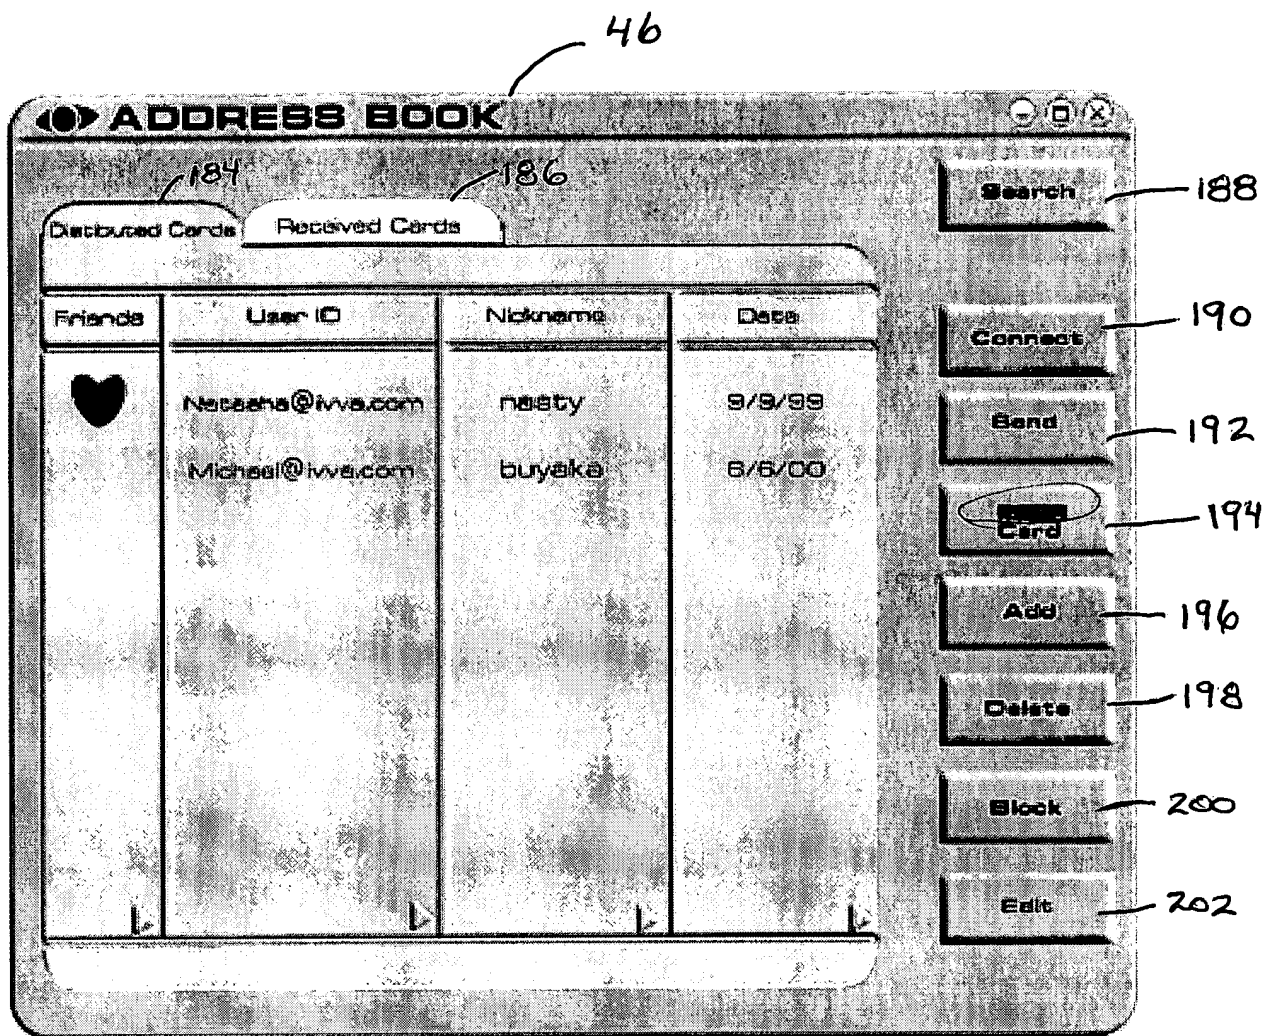 46
ADDRESS BOOK
184
186
Search
188
Distributed Cards
Received Cards
Friends
User ID
Nickname
Date
Connect
190
Natasha@ivva.com
nasty
9/9/99
Send
192
Michael@ivva.com
buyaka
6/6/00
Card
194
Add
196
Delete
198
Block
200
Edit
202